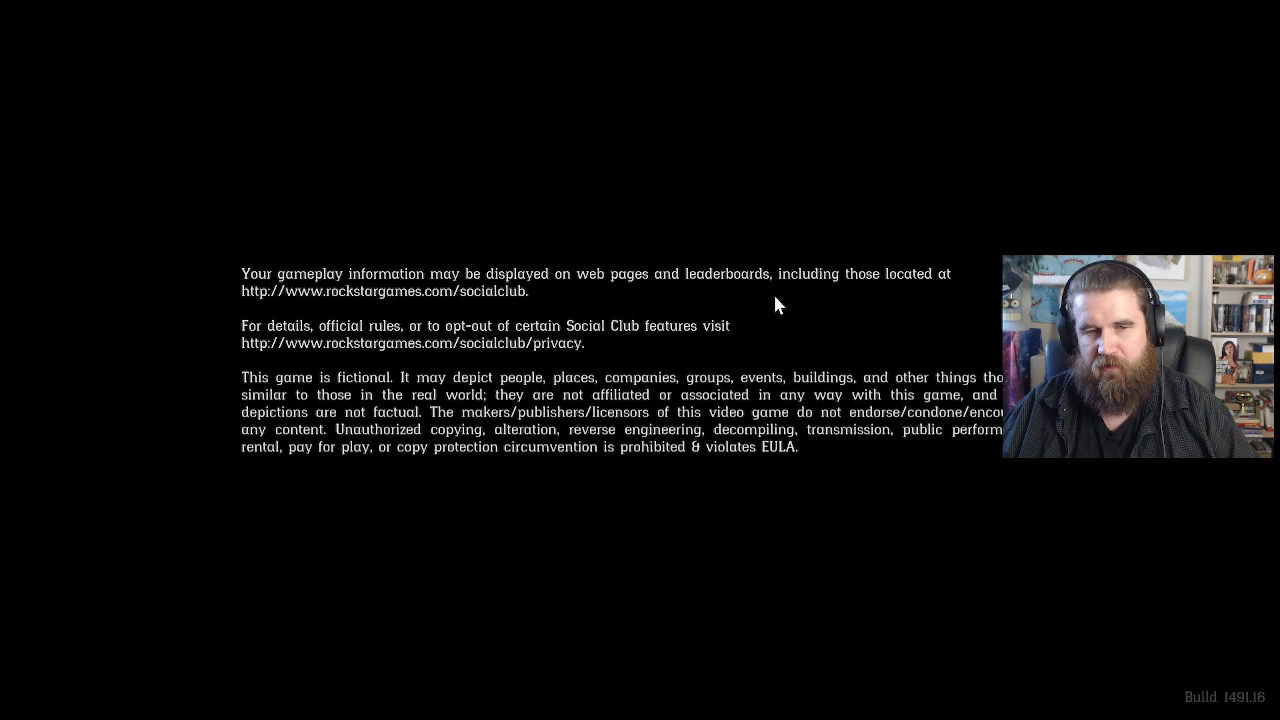 Your gameplay information may be displayed on web pages and leaderboards, including those located at
http://www.rockstargames.com/socialclub.
For details, official rules, or to opt-out of certain Social Club features visit
http://www.rockstargames.com/socialclub/privacy.
This game is fictional. It may depict people, places, companies, groups, events, buildings, and other things
similar to those in the real world; they are not affiliated or associated in any way with this game, and
depictions are not factual. The makers/publishers/licensors of this video game do not endorse/condone/encou
any content. Unauthorized copying, alteration, reverse engineering, decompiling, transmission, public perform
rental, pay for play, or copy protection circumvention is prohibited & violates EULA.
Build 1491.16